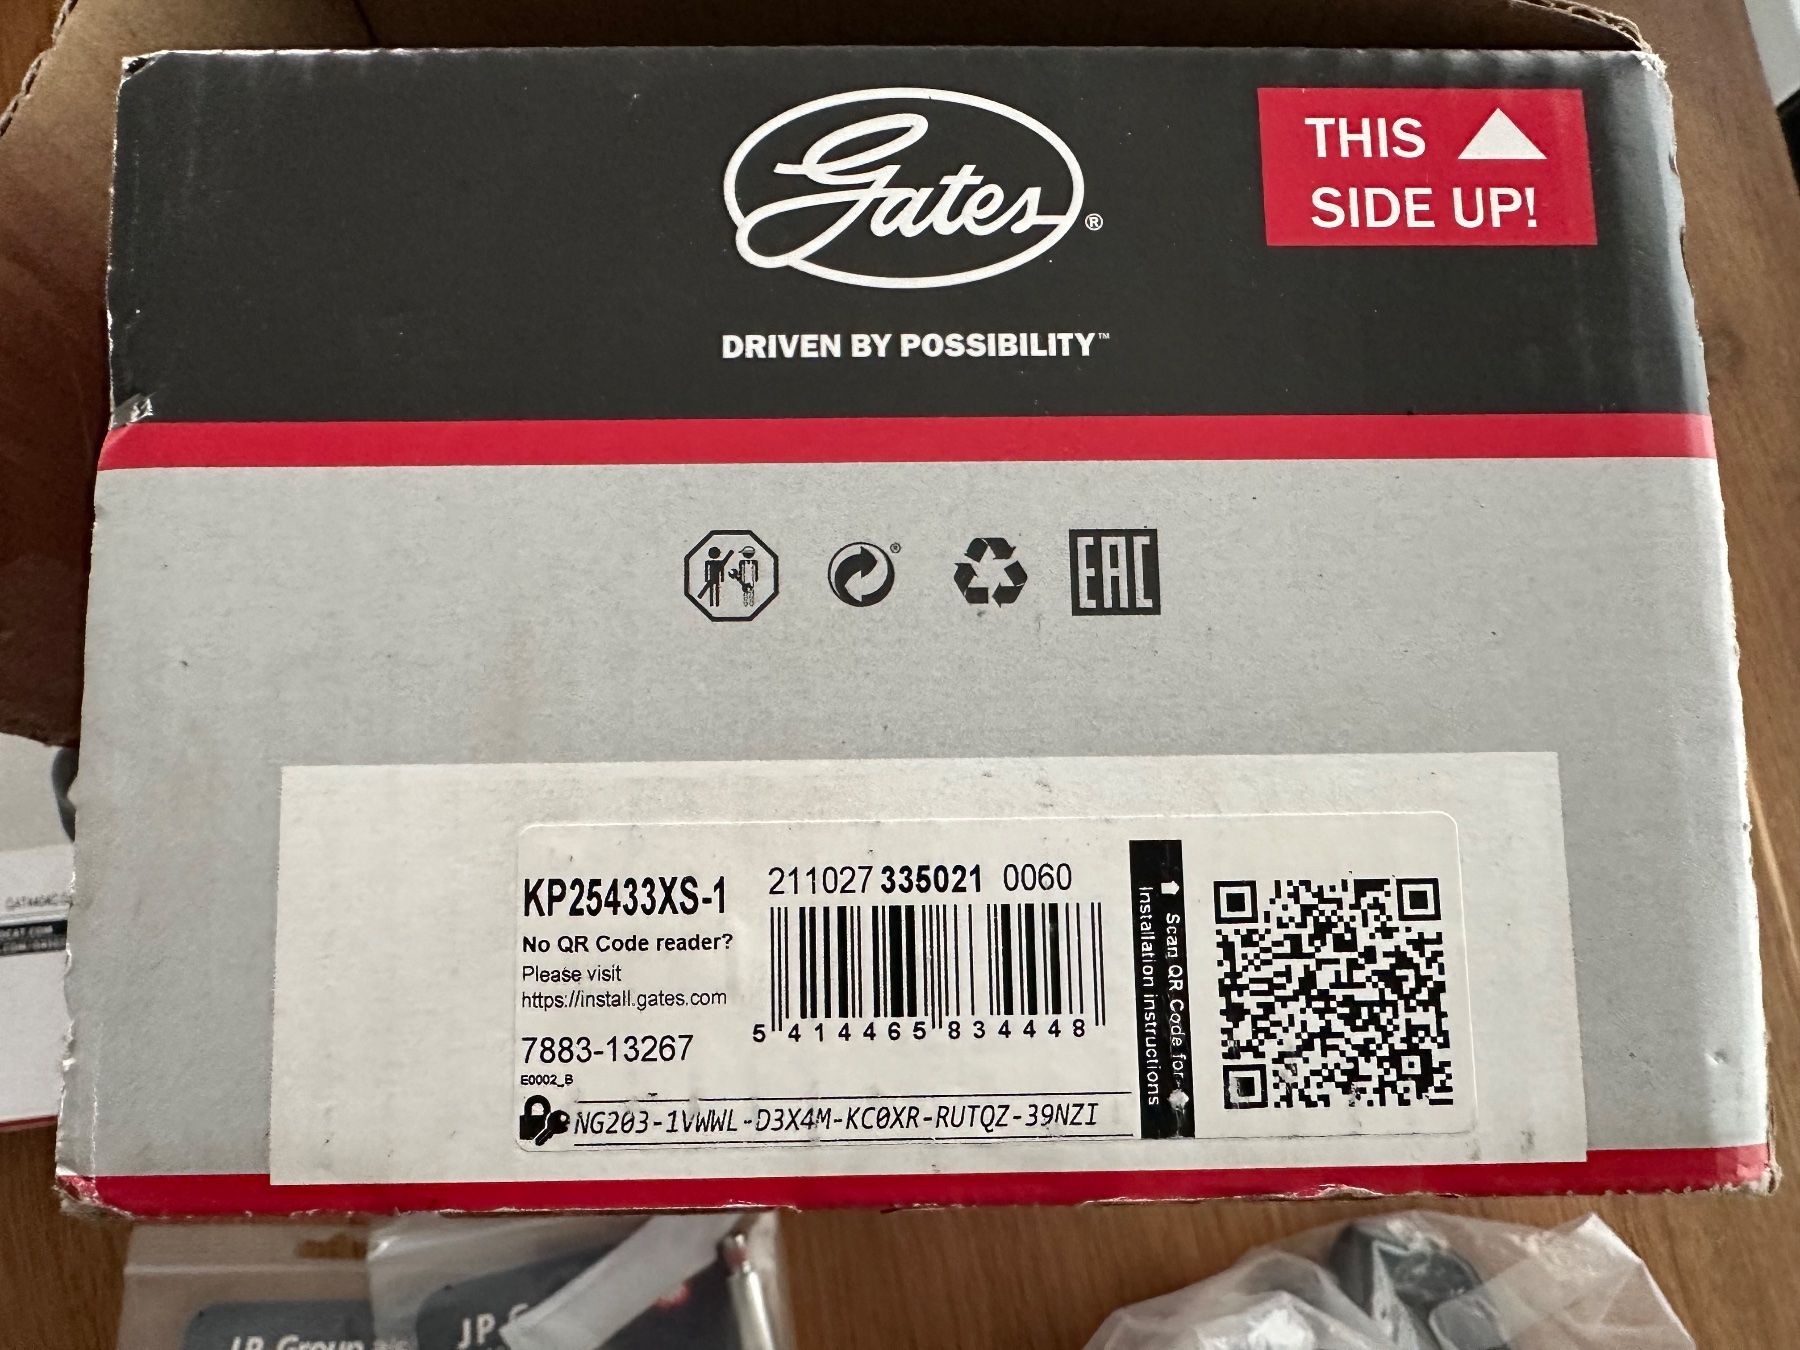 Gates®
THIS
SIDE UP!
DRIVEN BY POSSIBILITY™
®
EAC
KP25433XS-1
211027 335021 0060
No QR Code reader?
Please visit
https://install.gates.com
5 414465 834448
7883-13267
E0002_B
NG203-1VWWL-D3X4M-KC0XR-RUTQZ-39NZI
Scan QR Code for
Installation instructions
J.P. Group a/s
JP